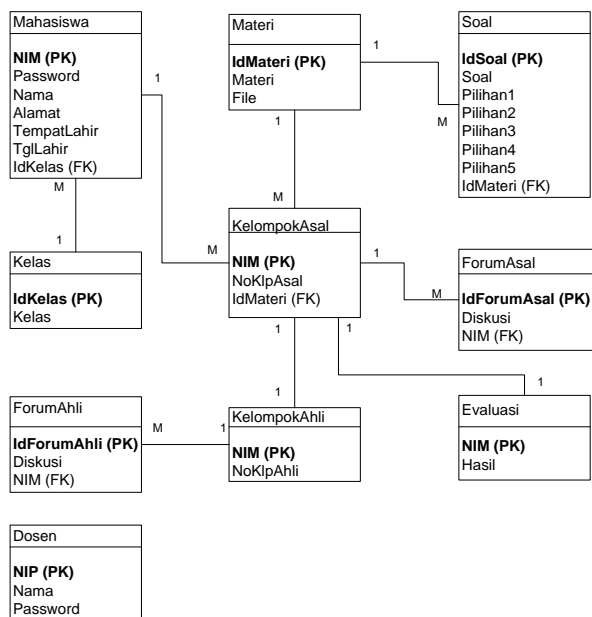 Mahasiswa
NIM (PK)
Password
Nama
Alamat
TempatLahir
TglLahir
IdKelas (FK)
Materi
IdMateri (PK)
Materi
File
Soal
IdSoal (PK)
Soal
Pilihan1
Pilihan2
Pilihan3
Pilihan4
Pilihan5
IdMateri (FK)
1
M
1
1
M
M
1
M
Kelas
IdKelas (PK)
Kelas
KelompokAsal
NIM (PK)
NoKlpAsal
IdMateri (FK)
1
M
ForumAsal
IdForumAsal (PK)
Diskusi
NIM (FK)
1
1
1
1
ForumAhli
IdForumAhli (PK)
Diskusi
NIM (FK)
M
1
KelompokAhli
NIM (PK)
NoKlpAhli
Evaluasi
NIM (PK)
Hasil
Dosen
NIP (PK)
Nama
Password